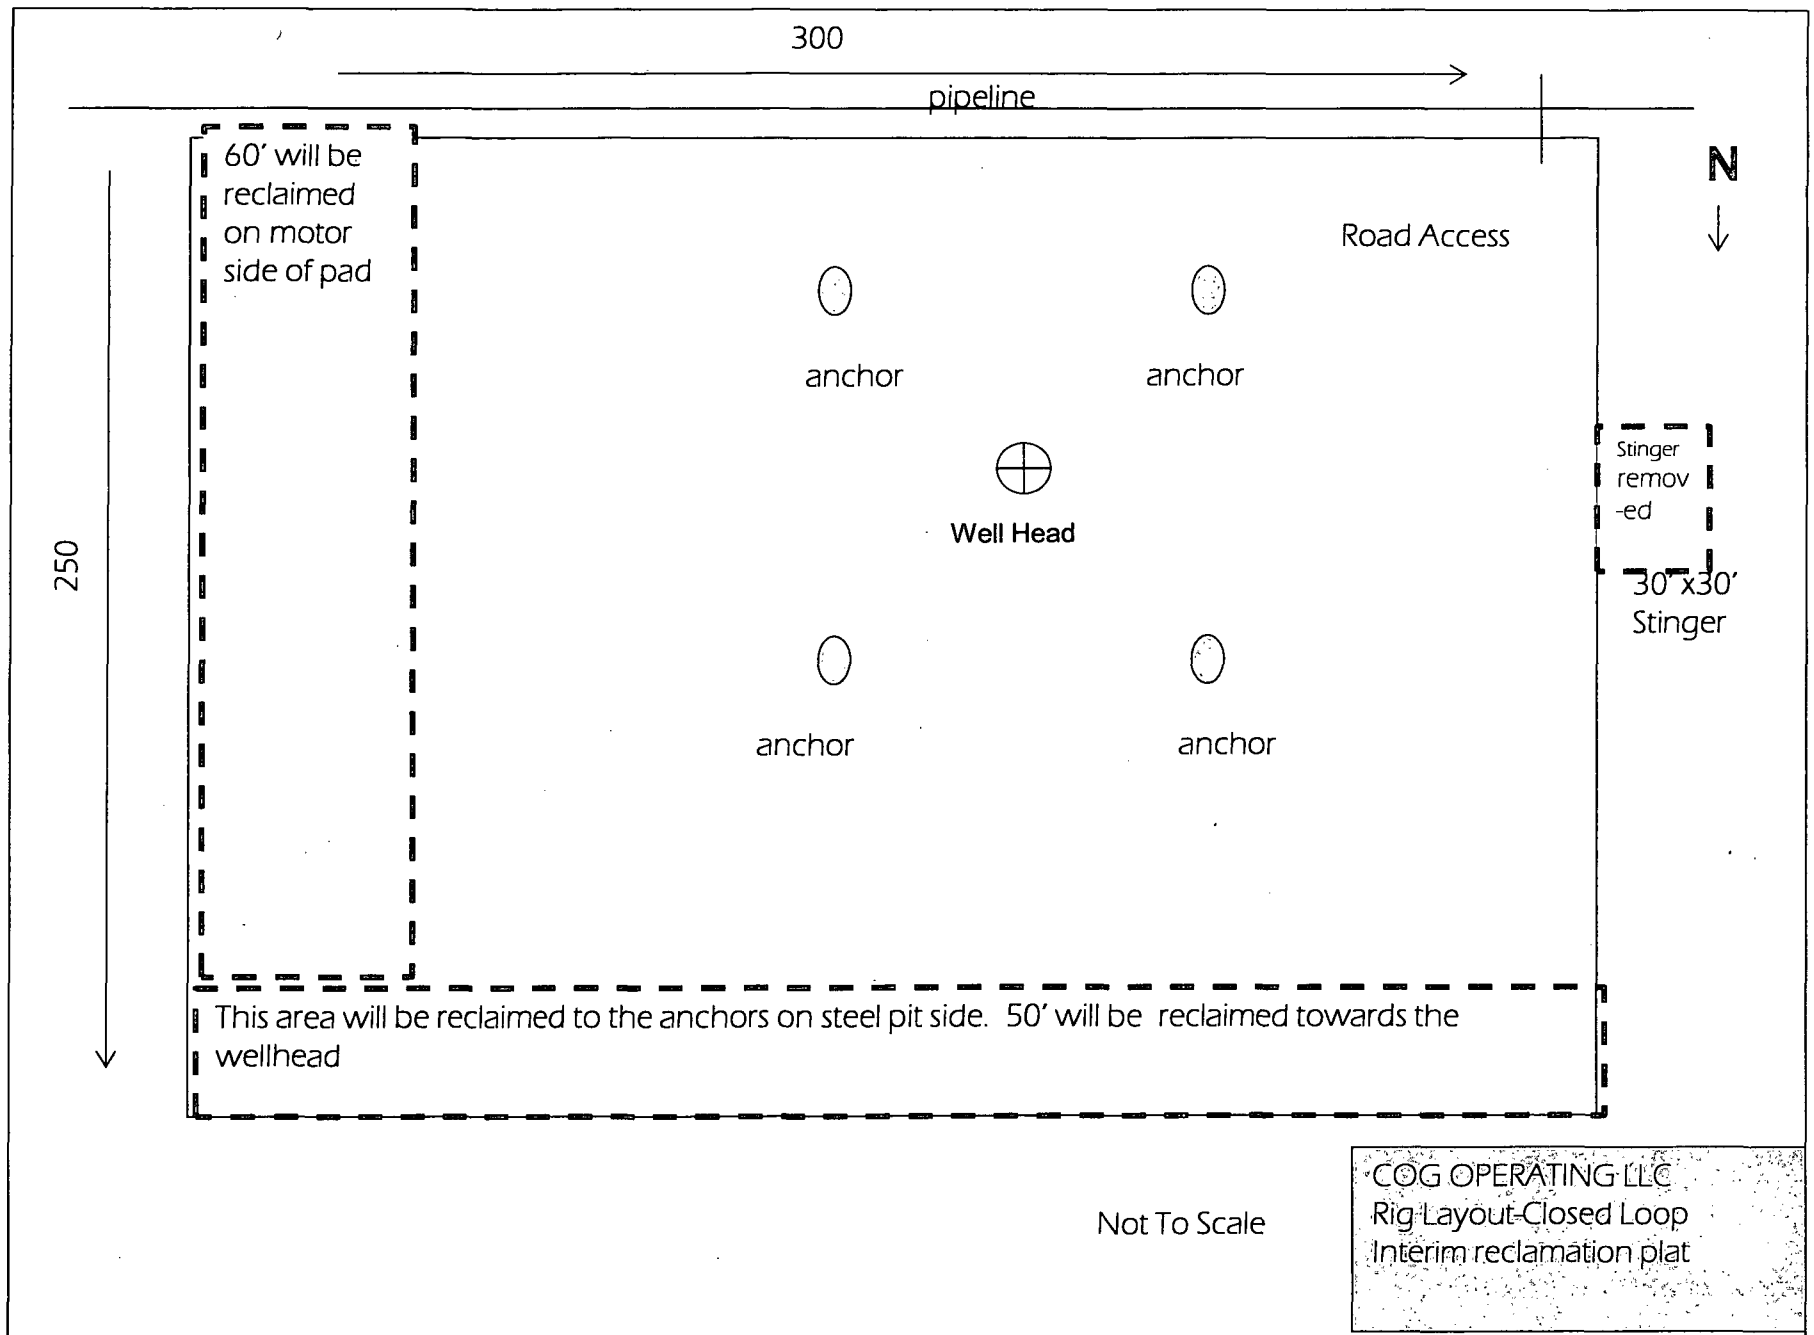 300
pipeline
60’ will be
reclaimed
on motor
side of pad
N
Road Access
anchor
anchor
Stinger
remov
-ed
Well Head
250
30’ x30’
Stinger
anchor
anchor
This area will be reclaimed to the anchors on steel pit side. 50’ will be reclaimed towards the
wellhead
COG OPERATING LLC
Rig Layout-Closed Loop
Interim reclamation plat
Not To Scale